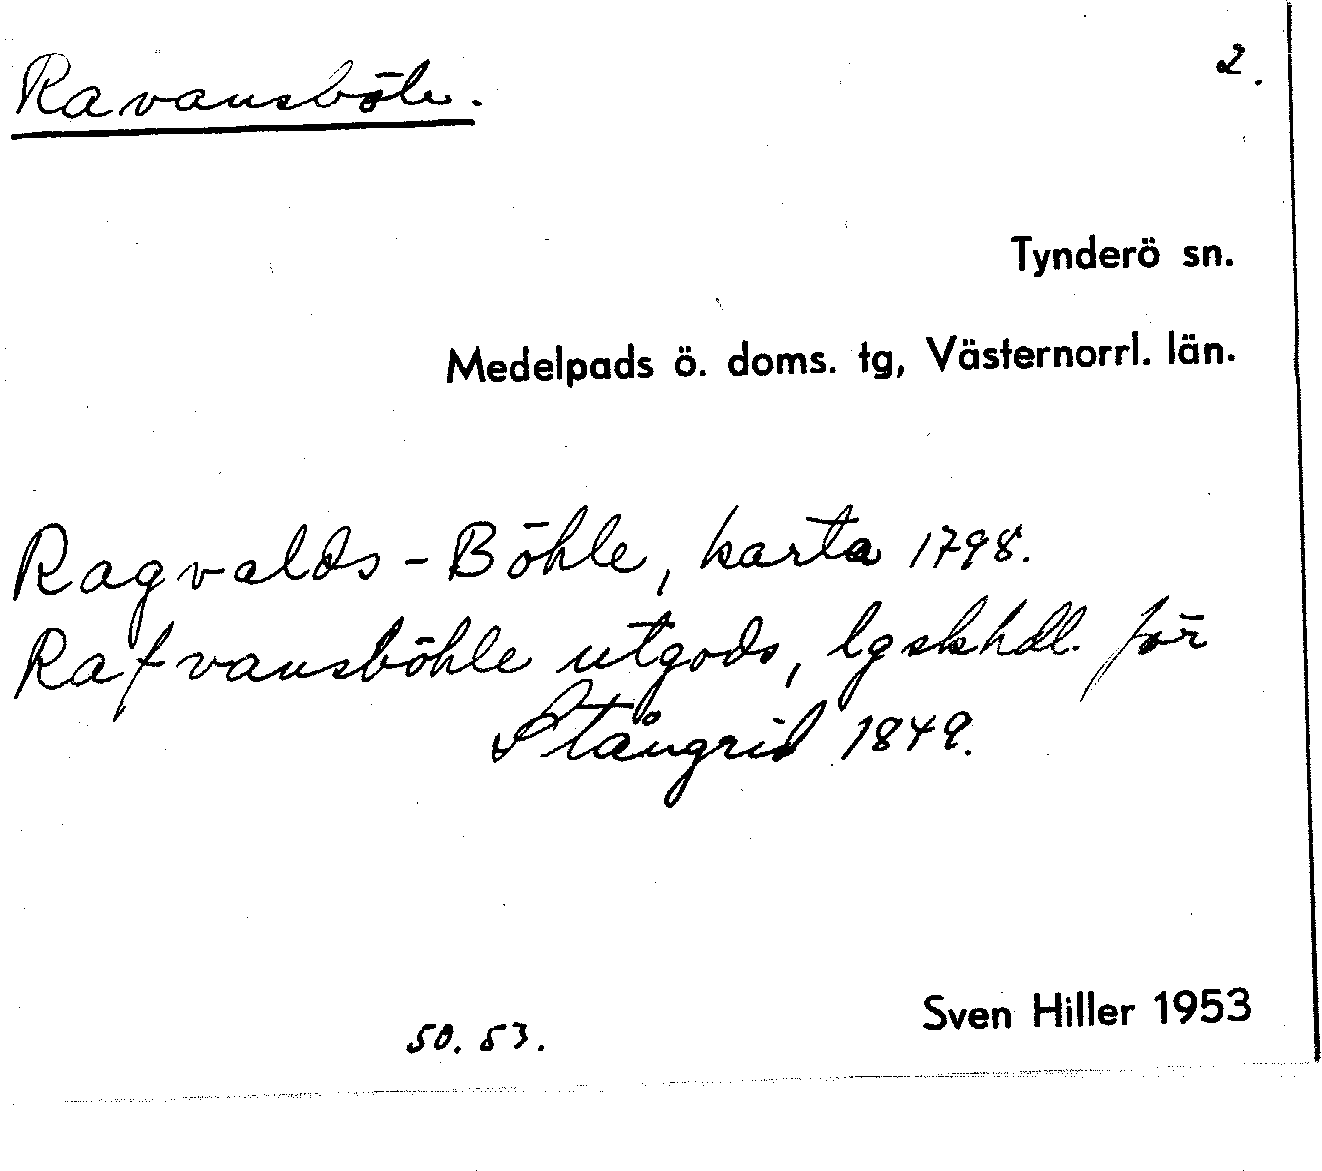 Ravansböle.
2.
Tynderö sn.
Medelpads ö. doms. tg, Västernorrl. län.
Ragvalds-Böhle, karta 1798.
Rafvansböhle utgods, lgskhdl. för
Stångrid 1849.
50. 53.
Sven Hiller 1953